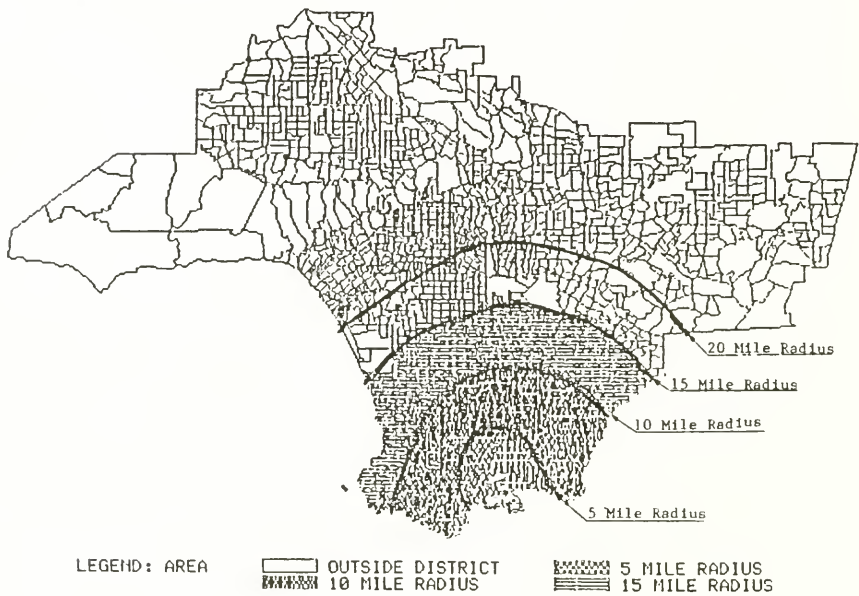 20 Mile Radius
15 Mile Radius
10 Mile Radius
5 Mile Radius
LEGEND: AREA
OUTSIDE DISTRICT
5 MILE RADIUS
10 MILE RADIUS
15 MILE RADIUS